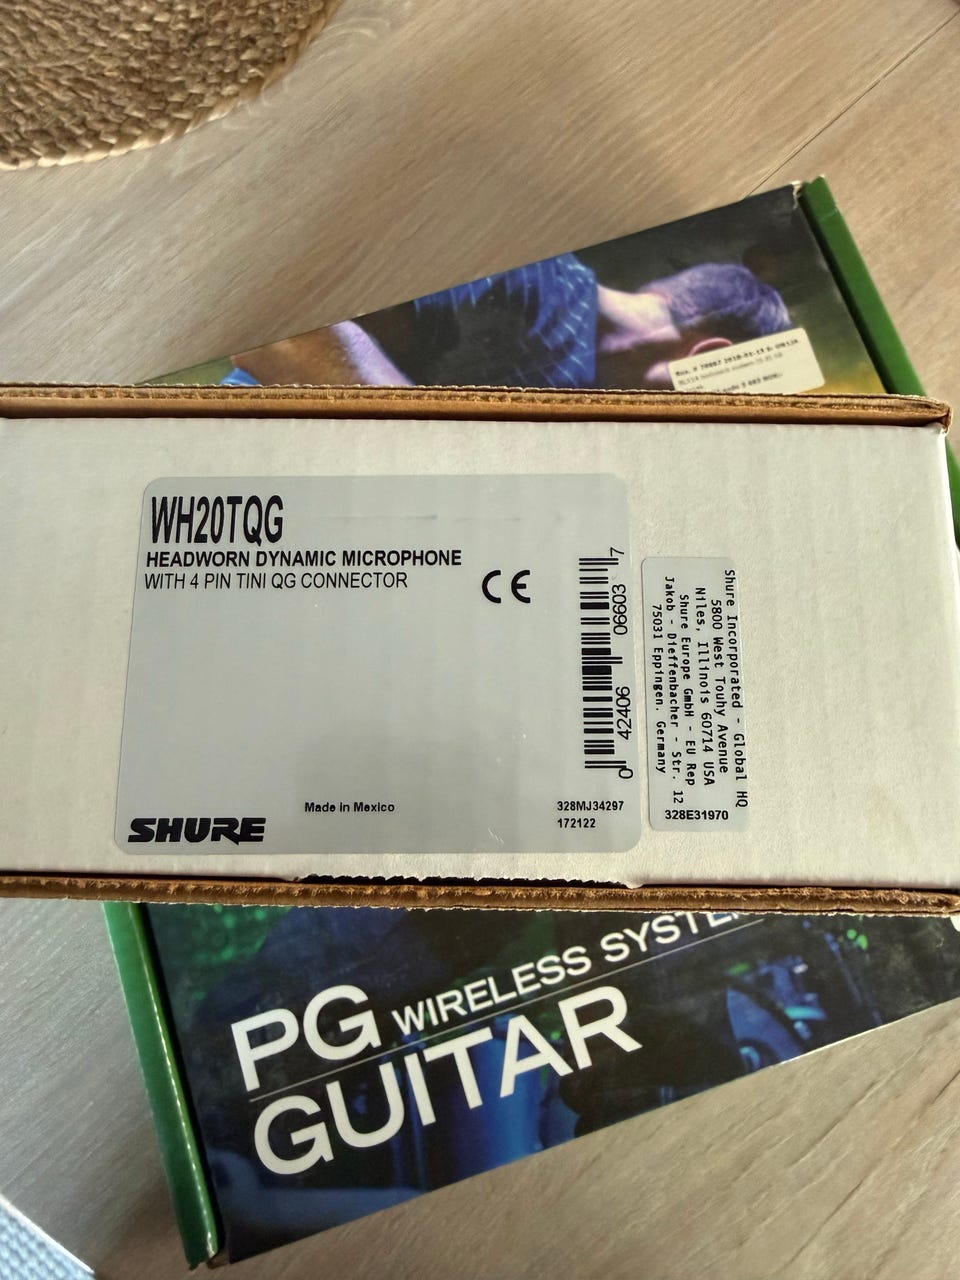 WH20TQG
HEADWORN DYNAMIC MICROPHONE
WITH 4 PIN TINI QG CONNECTOR
CE
0 42406 06603 7
Made in Mexico
328MJ34297
172122
SHURE
Shure Incorporated - Global HQ
5800 West Touhy Avenue
Niles, Illinois 60714 USA
Shure Europe GmbH - EU Rep
Jakob - Dieffenbacher - Str. 12
75031 Eppingen. Germany
328E31970
PG WIRELESS SYSTE
GUITAR